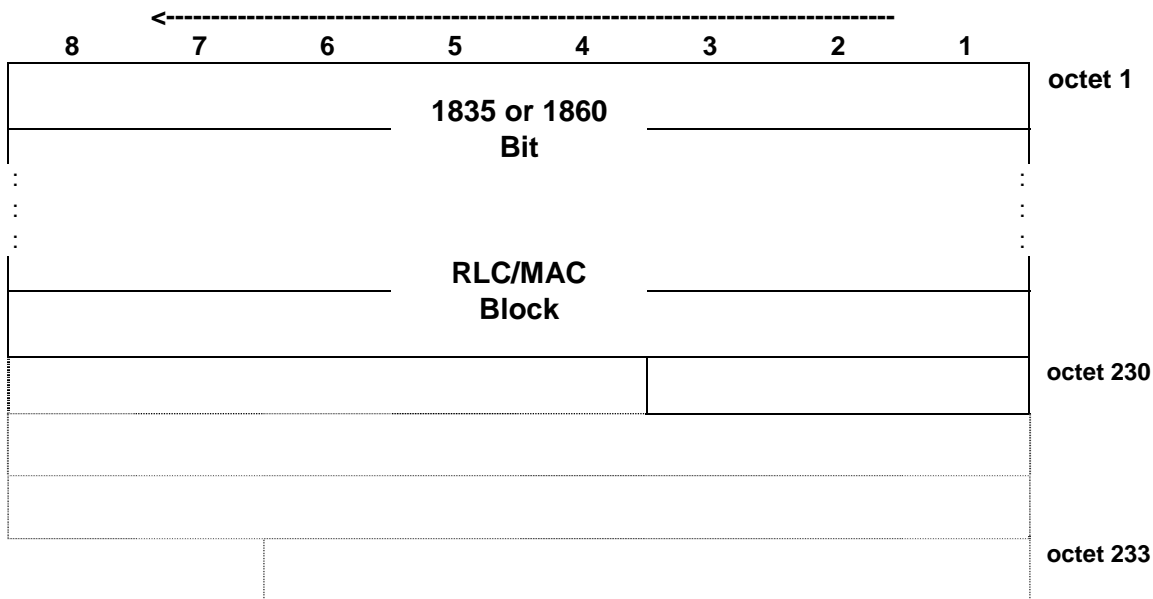 <--------------------------------------------------------------------------------
8 7 6 5 4 3 2 1
octet 1
1835 or 1860
Bit
: :
: :
: :
RLC/MAC
Block
octet 230
octet 233